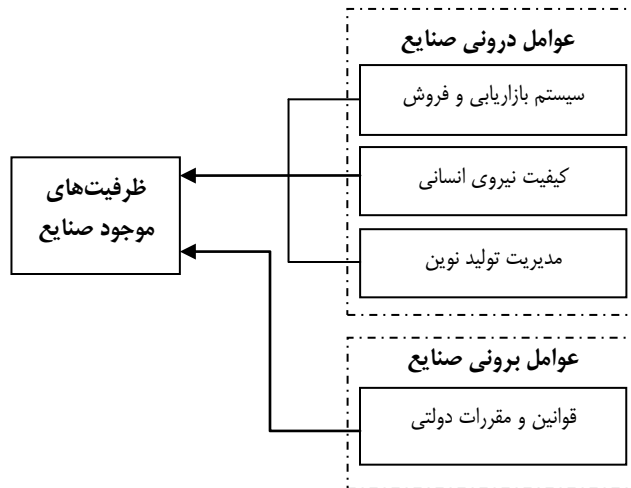 عوامل درونی صنایع
سیستم بازاریابی و فروش
کیفیت نیروی انسانی
مدیریت تولید نوین
ظرفیت‌های
موجود صنایع
عوامل برونی صنایع
قوانین و مقررات دولتی